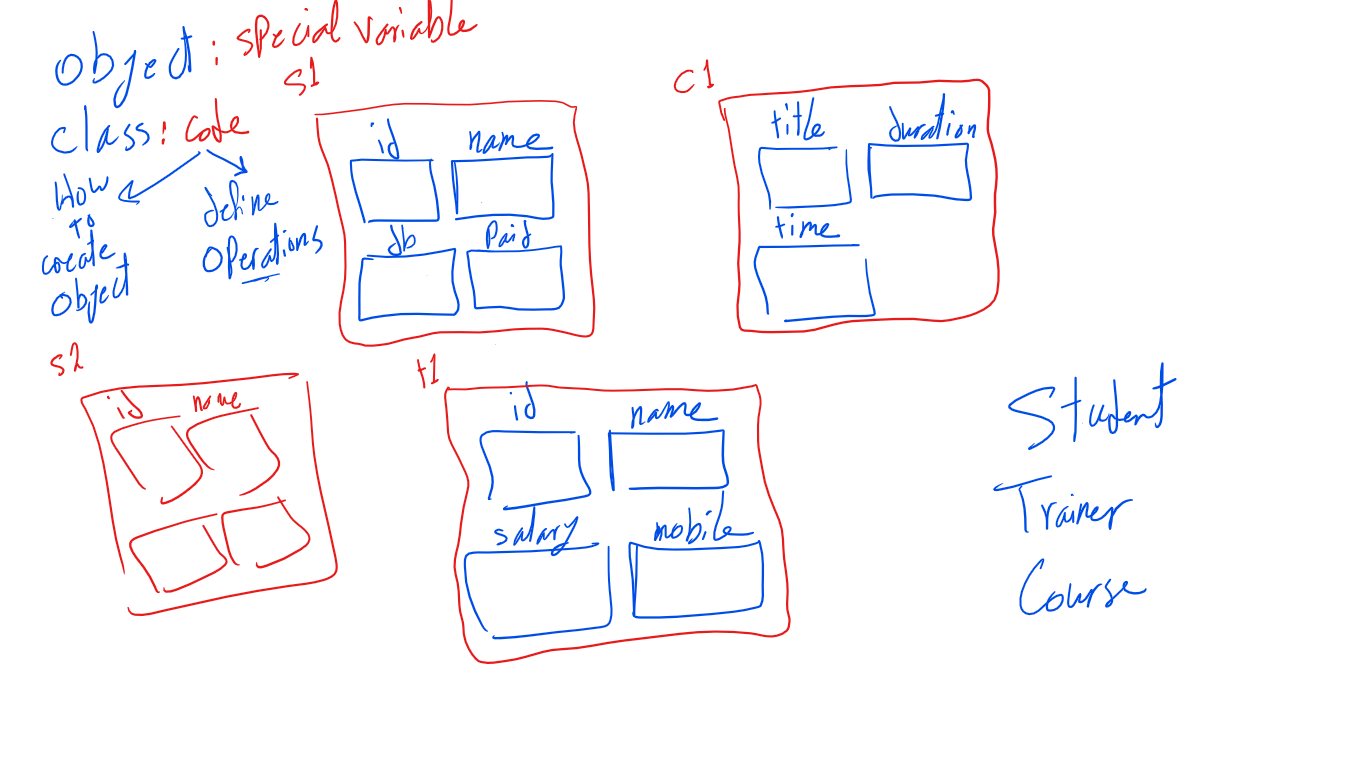 Object: special variable
class: code
How
To
create
Object
define
operations
s1
id name
db Paid
c1
title duration
time
s2
id name
t1
id name
salary mobile
Student
Trainer
Course